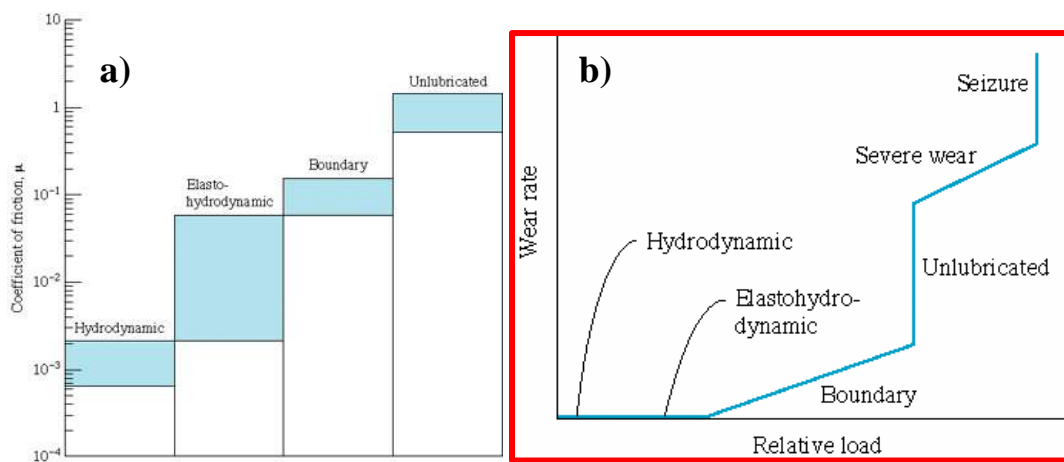 a)
10
1
10⁻¹
10⁻²
10⁻³
10⁻⁴
Coefficient of friction, μ
Hydrodynamic
Elasto-
hydrodynamic
Boundary
Unlubricated
b)
Wear rate
Seizure
Severe wear
Hydrodynamic
Unlubricated
Elastohydro-
dynamic
Boundary
Relative load